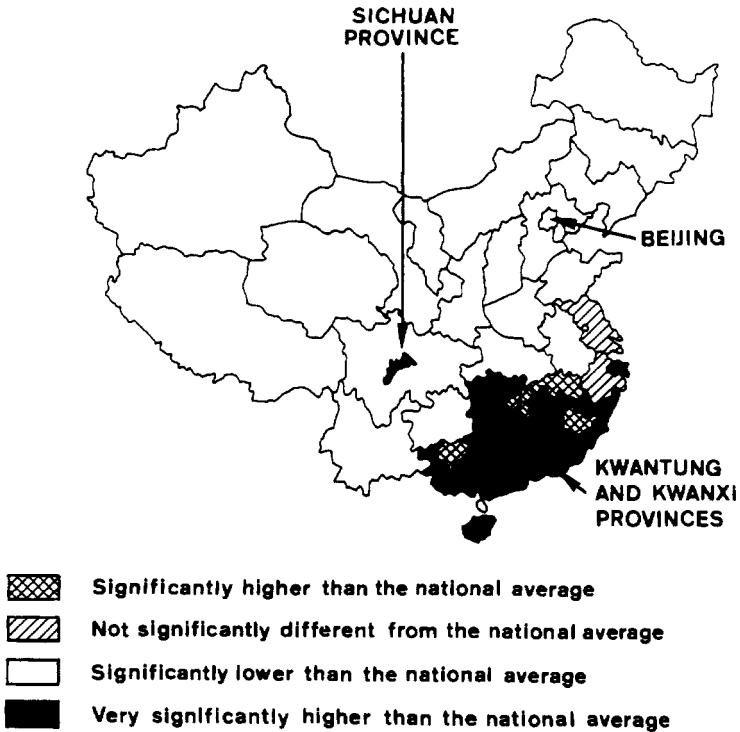 SICHUAN
PROVINCE
BEIJING
KWANTUNG
AND KWANXI
PROVINCES
Significantly higher than the national average
Not significantly different from the national average
Significantly lower than the national average
Very significantly higher than the national average